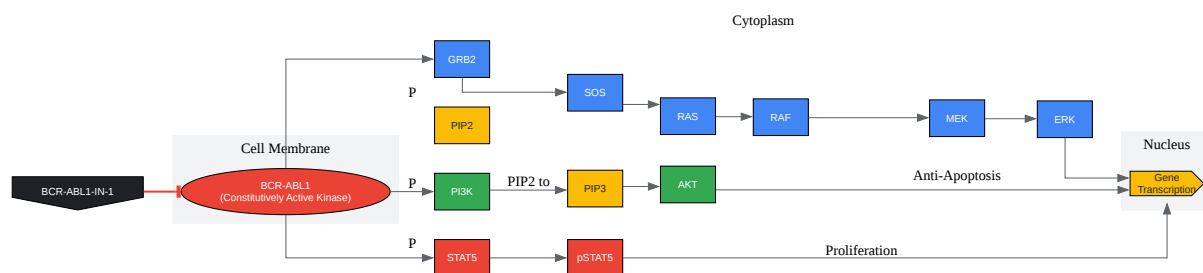 Cytoplasm
GRB2
P
SOS
PIP2
RAS
RAF
MEK
ERK
Cell Membrane
Nucleus
BCR-ABL1-IN-1
BCR-ABL1
(Constitutively Active Kinase)
P
PI3K
PIP2 to
PIP3
AKT
Anti-Apoptosis
Gene
Transcription
P
STAT5
pSTAT5
Proliferation